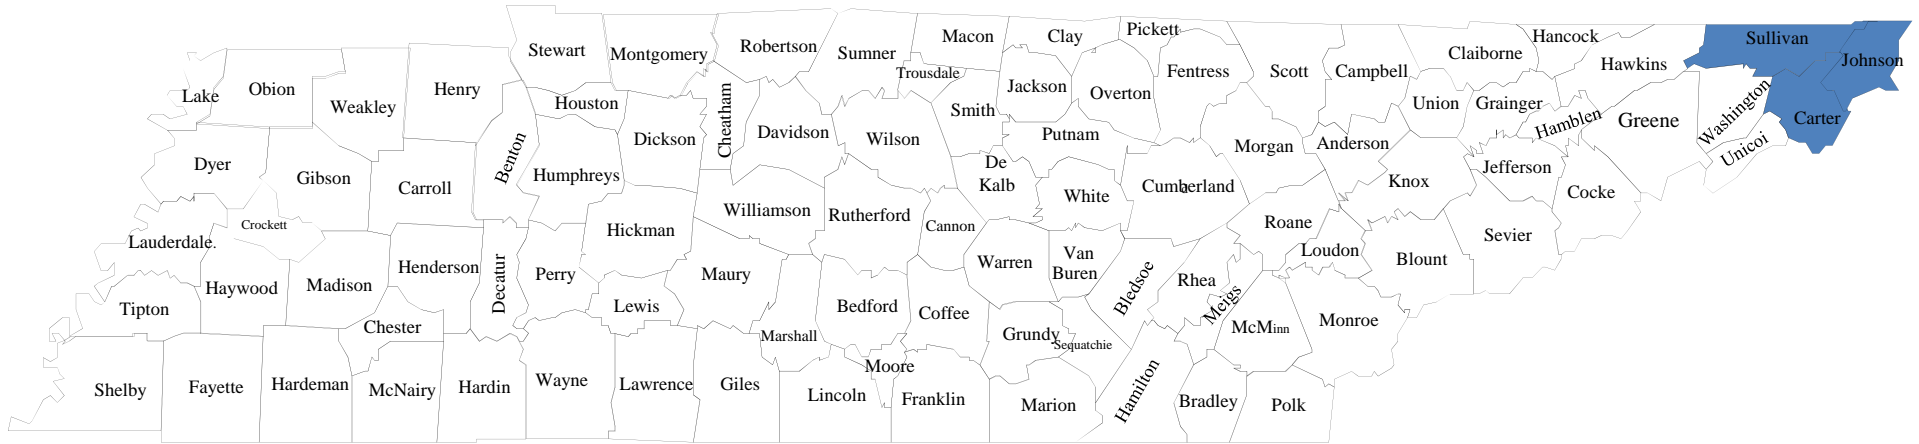 Pickett
Hancock
Macon
Clay
Sullivan
Stewart
Montgomery
Robertson
Sumner
Claiborne
Johnson
Hawkins
Trousdale
Fentress
Scott
Campbell
Lake
Obion
Weakley
Henry
Houston
Jackson
Overton
Union
Grainger
Smith
Hamblen
Greene
Washington
Carter
Dickson
Cheatham
Davidson
Wilson
Putnam
Morgan
Anderson
Unicoi
Dyer
Gibson
Carroll
Benton
Humphreys
De
Kalb
White
Cumberland
Knox
Jefferson
Cocke
Crockett
Williamson
Rutherford
Cannon
Roane
Hickman
Sevier
Lauderdale.
Loudon
Warren
Van
Buren
Blount
Haywood
Madison
Henderson
Decatur
Perry
Maury
Bledsoe
Rhea
Meigs
Tipton
Lewis
Bedford
Coffee
Chester
Marshall
Grundy
Sequatchie
McMinn
Monroe
Moore
Shelby
Fayette
Hardeman
McNairy
Hardin
Wayne
Lawrence
Giles
Lincoln
Franklin
Marion
Hamilton
Bradley
Polk